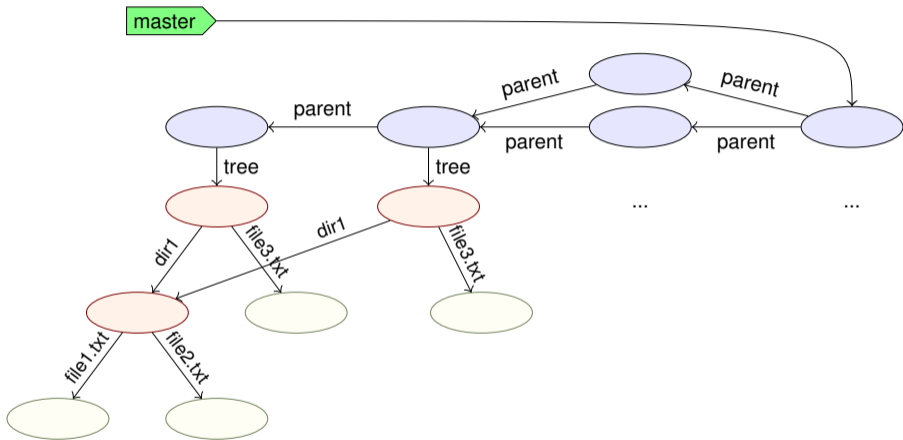 master
parent
parent
parent
parent
parent
tree
tree
...
...
dir1
file3.txt
dir1
file3.txt
file1.txt
file2.txt